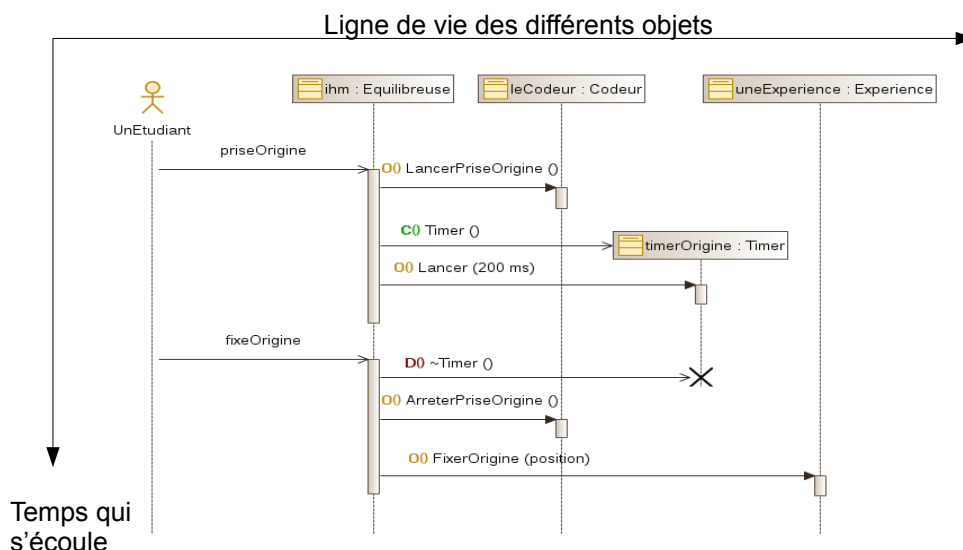 Ligne de vie des différents objets
ihm : Equilibreuse
leCodeur : Codeur
uneExperience : Experience
UnEtudiant
priseOrigine
O() LancerPriseOrigine ()
C() Timer ()
timerOrigine : Timer
O() Lancer (200 ms)
fixeOrigine
D() ~Timer ()
O() ArreterPriseOrigine ()
O() FixerOrigine (position)
Temps qui
s'écoule